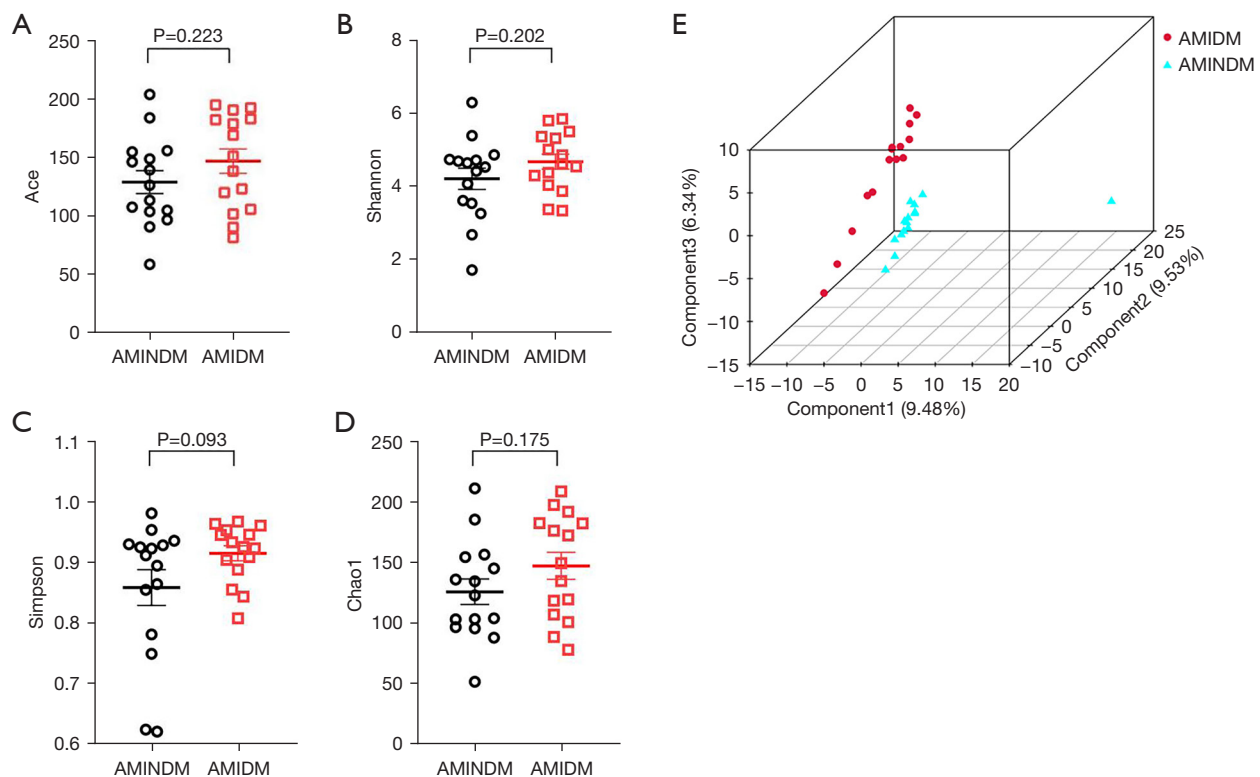 A
P=0.223
250
200
150
100
50
0
Ace
AMINDM AMIDM
B
P=0.202
8
6
4
2
0
Shannon
AMINDM AMIDM
E
AMIDM
AMINDM
10
5
0
−5
−10
−15
Component3 (6.34%)
−15 −10 −5 0 5 10 15 20
Component1 (9.48%)
25
20
15
10
5
0
−5
−10
Component2 (9.53%)
C
P=0.093
1.1
1.0
0.9
0.8
0.7
0.6
Simpson
AMINDM AMIDM
D
P=0.175
250
200
150
100
50
0
Chao1
AMINDM AMIDM